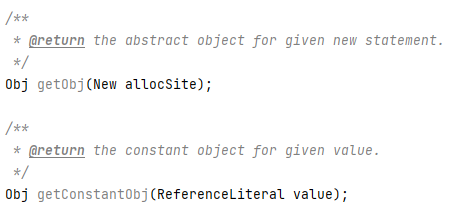 /**
 * @return the abstract object for given new statement.
 */
Obj getObj(New allocSite);

/**
 * @return the constant object for given value.
 */
Obj getConstantObj(ReferenceLiteral value);